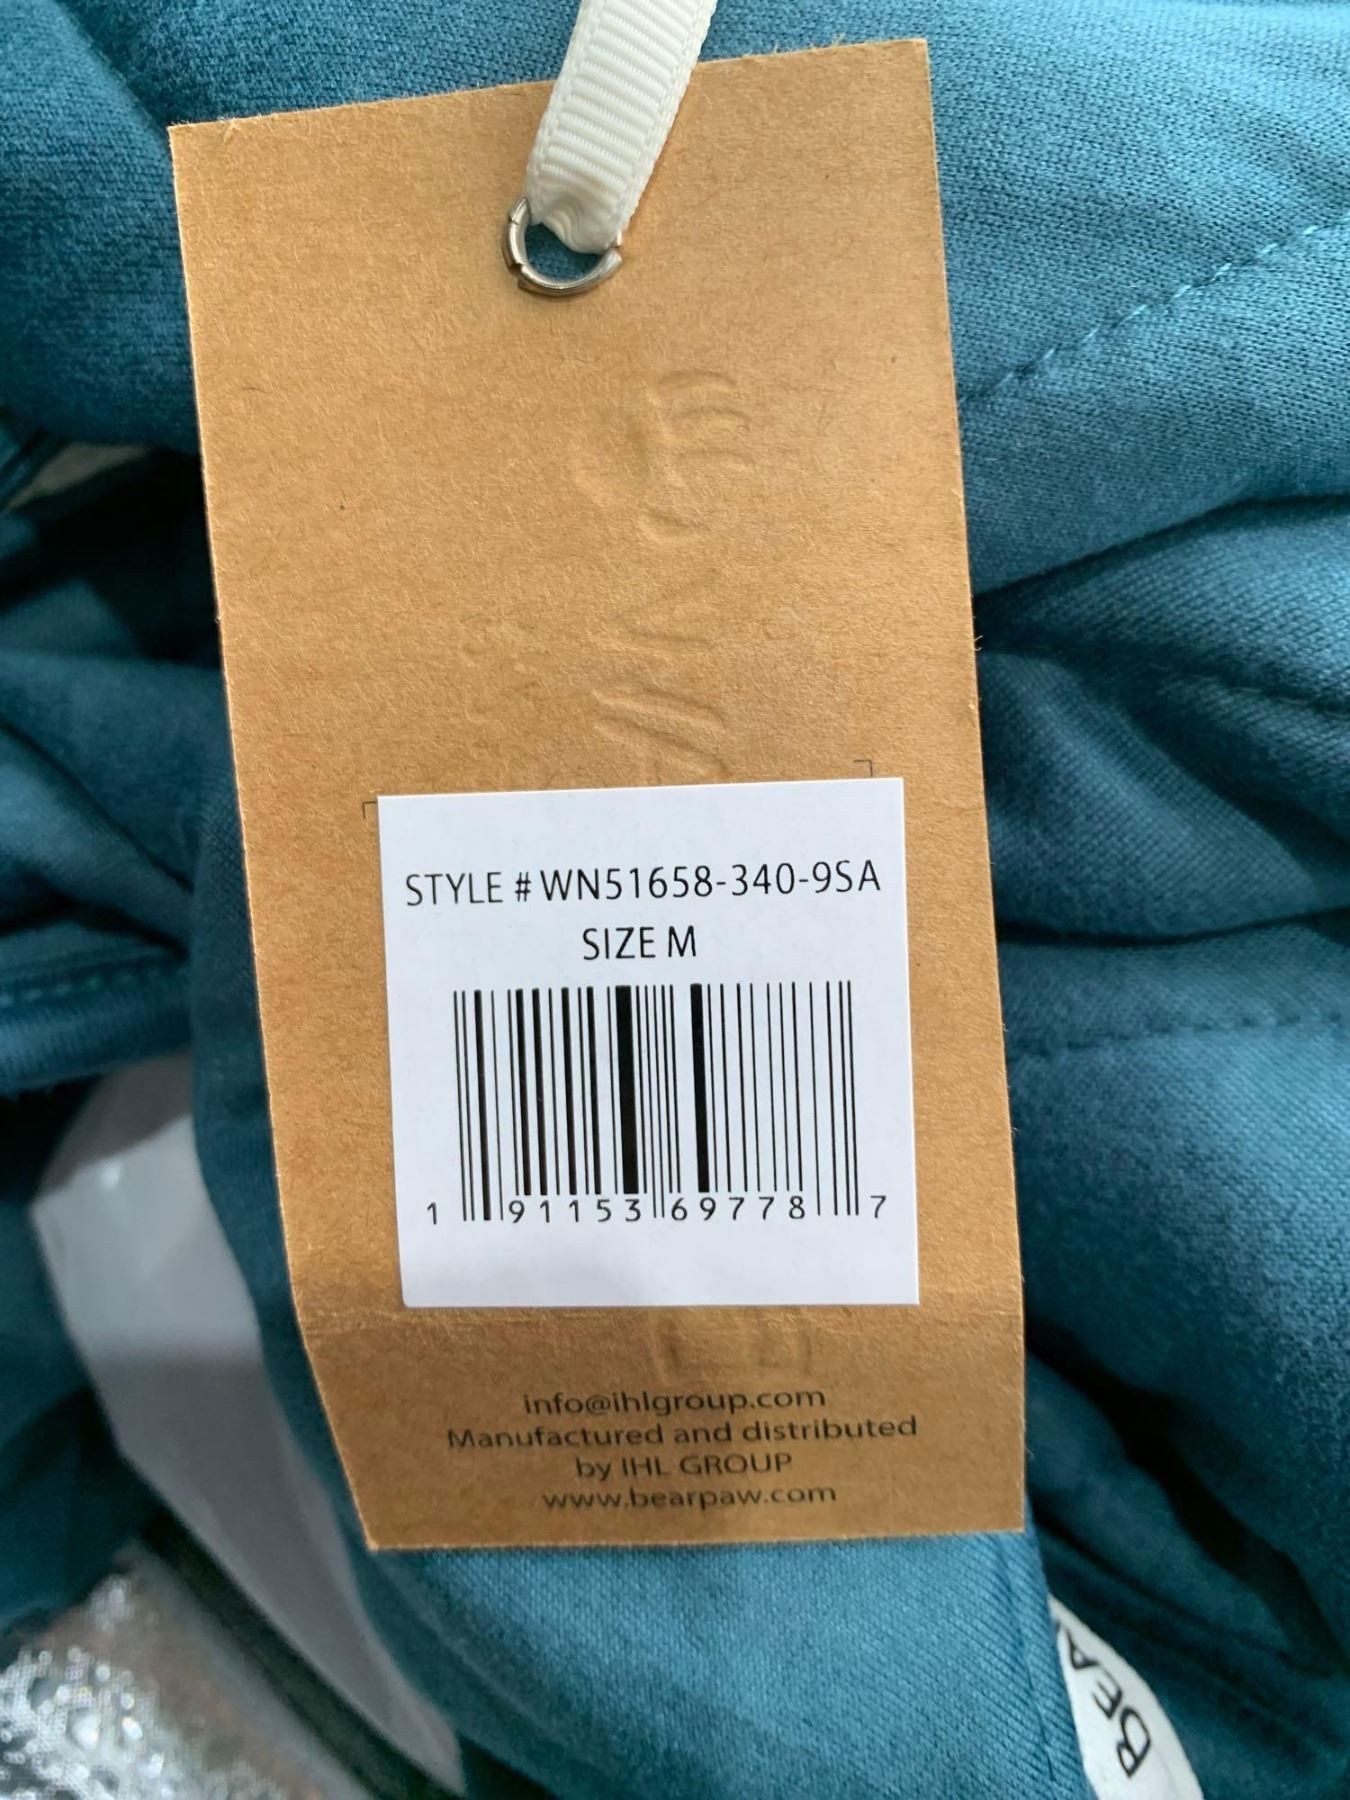 STYLE # WN51658-340-9SA
SIZE M
1 91153 69778 7
info@ihlgroup.com
Manufactured and distributed
by IHL GROUP
www.bearpaw.com
BEA